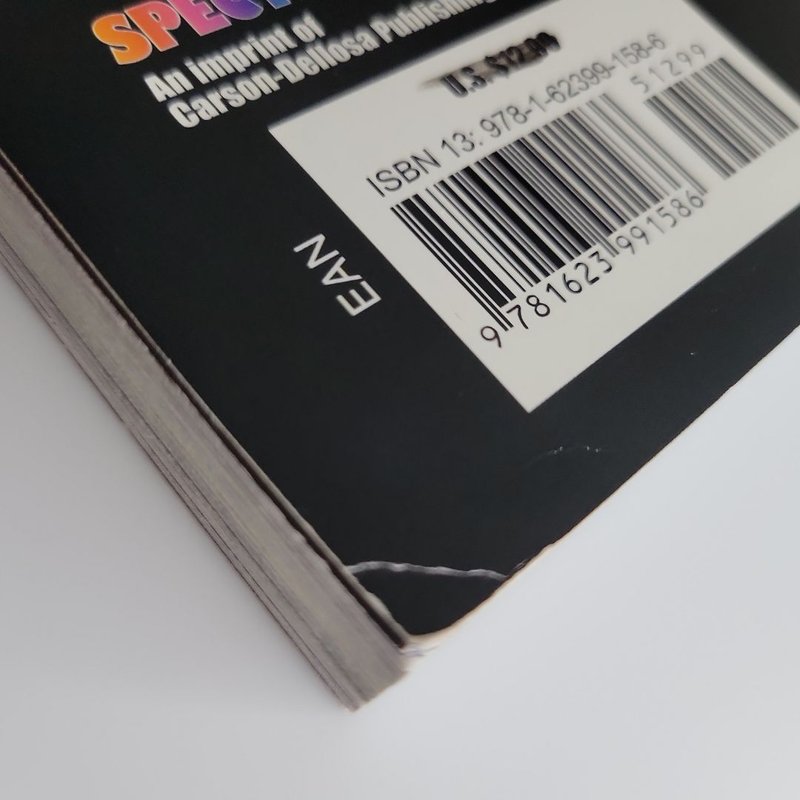 SPECT
An imprint of
Carson-Dellosa Publishing
U.S. $12.99
ISBN 13: 978-1-62399-158-6
51299
EAN
9 781623 991586